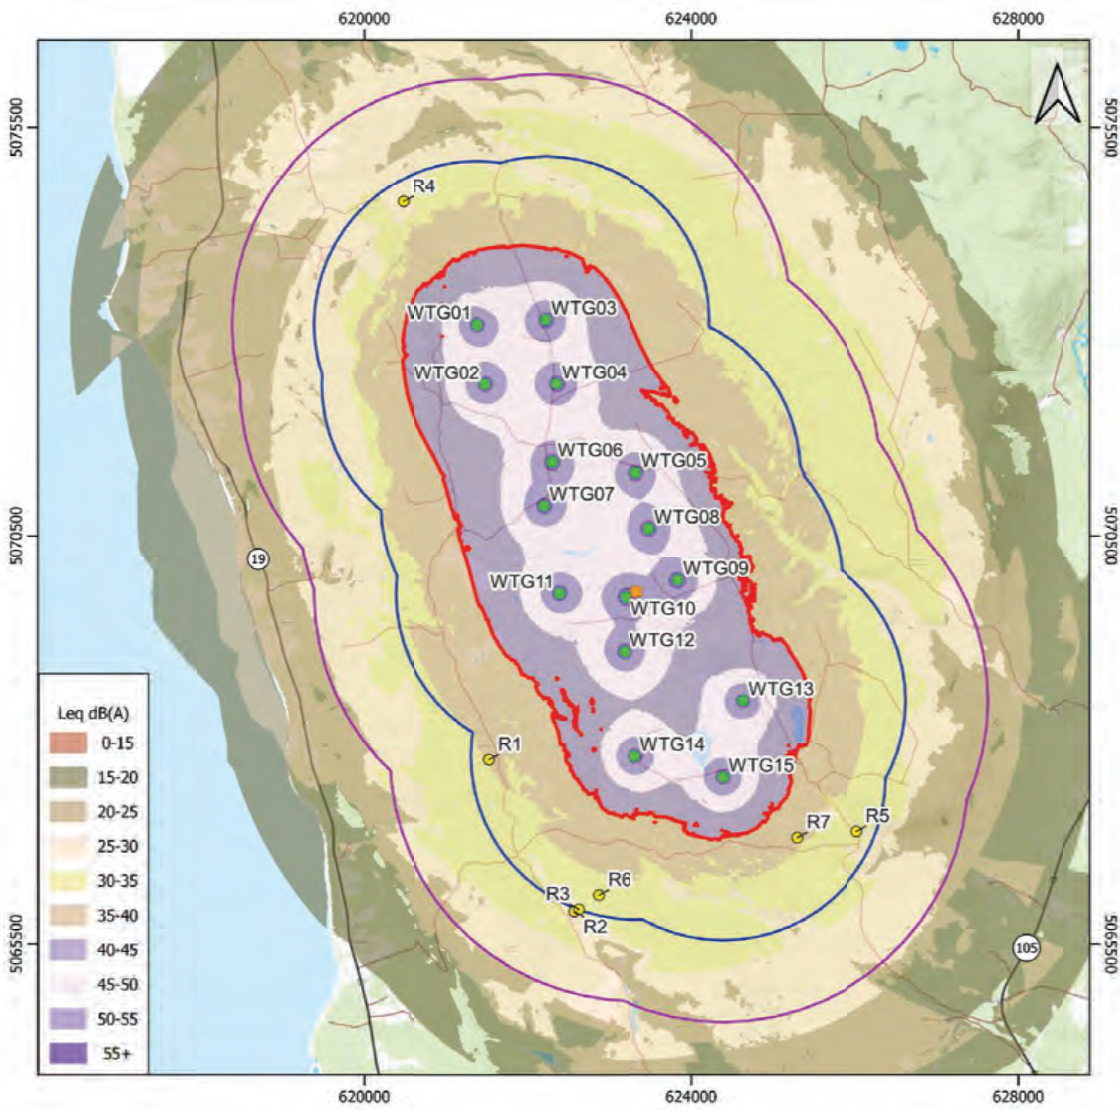 620000
624000
628000
5075500
5075500
R4
WTG01
WTG03
WTG02
WTG04
WTG06
WTG05
WTG07
WTG08
5070500
5070500
19
WTG11
WTG09
WTG10
WTG12
WTG13
R1
WTG14
WTG15
R7
R5
R3
R6
R2
5065500
5065500
105
Leq dB(A)
0-15
15-20
20-25
25-30
30-35
35-40
40-45
45-50
50-55
55+
620000
624000
628000